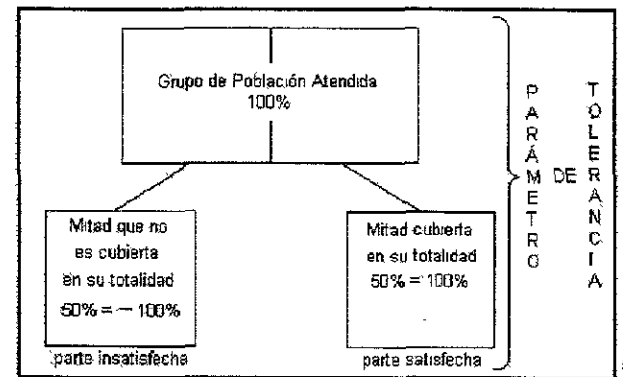 Grupo de Población Atendida
100%
Mitad que no
es cubierta
en su totalidad
50% = — 100%
parte insatisfecha
Mitad cubierta
en su totalidad
50% = 100%
parte satisfecha
PARÁMETRO
DE
TOLERANCIA